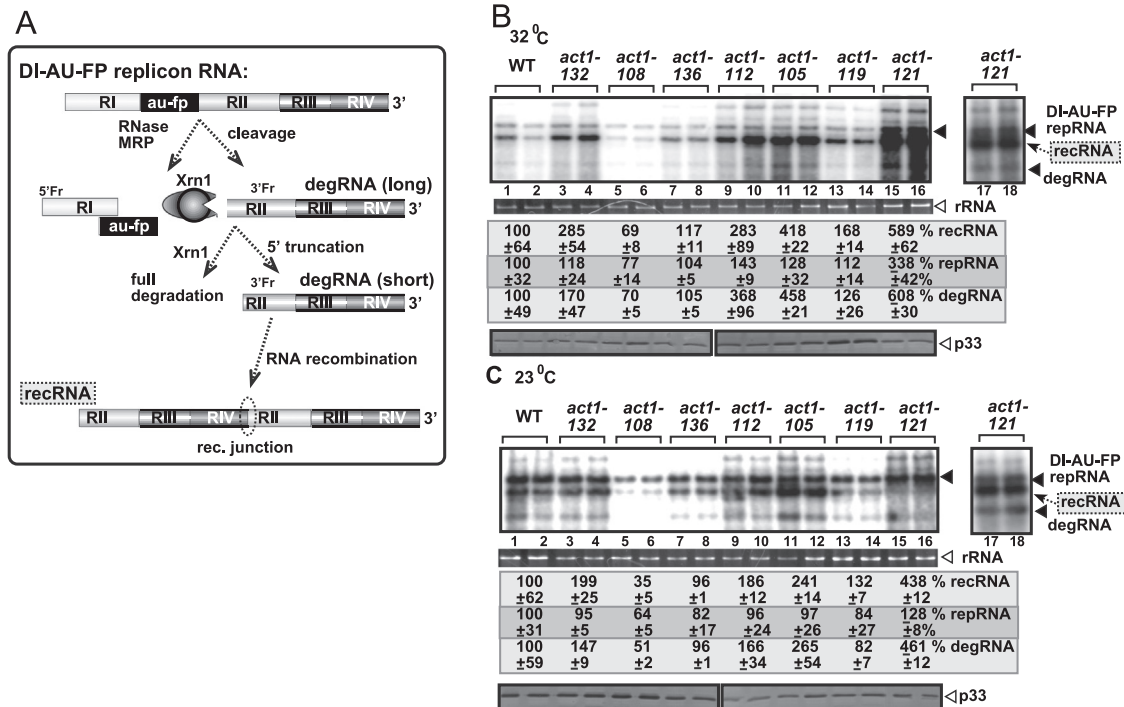 A
DI-AU-FP replicon RNA:
RI au-fp RII RIII RIV 3’
RNase
MRP
cleavage
Xrn1
5'Fr
RI
au-fp
3'Fr
degRNA (long)
RII RIII RIV 3’
Xrn1
5’ truncation
full
degradation
3'Fr
degRNA (short)
RII RIII RIV 3’
RNA recombination
recRNA
RII RIII RIV RII RIII RIV 3’
rec. junction
B
32 ⁰C
WT act1-132 act1-108 act1-136 act1-112 act1-105 act1-119 act1-121
act1-121
DI-AU-FP
repRNA
recRNA
degRNA
1 2 3 4 5 6 7 8 9 10 11 12 13 14 15 16
17 18
rRNA
100 285 69 117 283 418 168 589 % recRNA
±64 ±54 ±8 ±11 ±89 ±22 ±14 ±62
100 118 77 104 143 128 112 338 % repRNA
±32 ±24 ±14 ±5 ±9 ±32 ±14 ±42%
100 170 70 105 368 458 126 608 % degRNA
±49 ±47 ±5 ±5 ±96 ±21 ±26 ±30
p33
C
23 ⁰C
WT act1-132 act1-108 act1-136 act1-112 act1-105 act1-119 act1-121
act1-121
DI-AU-FP
repRNA
recRNA
degRNA
1 2 3 4 5 6 7 8 9 10 11 12 13 14 15 16
17 18
rRNA
100 199 35 96 186 241 132 438 % recRNA
±62 ±25 ±5 ±1 ±12 ±14 ±7 ±12
100 95 64 82 96 97 84 128 % repRNA
±31 ±5 ±5 ±17 ±24 ±26 ±27 ±8%
100 147 51 96 166 265 82 461 % degRNA
±59 ±9 ±2 ±1 ±34 ±54 ±7 ±12
p33